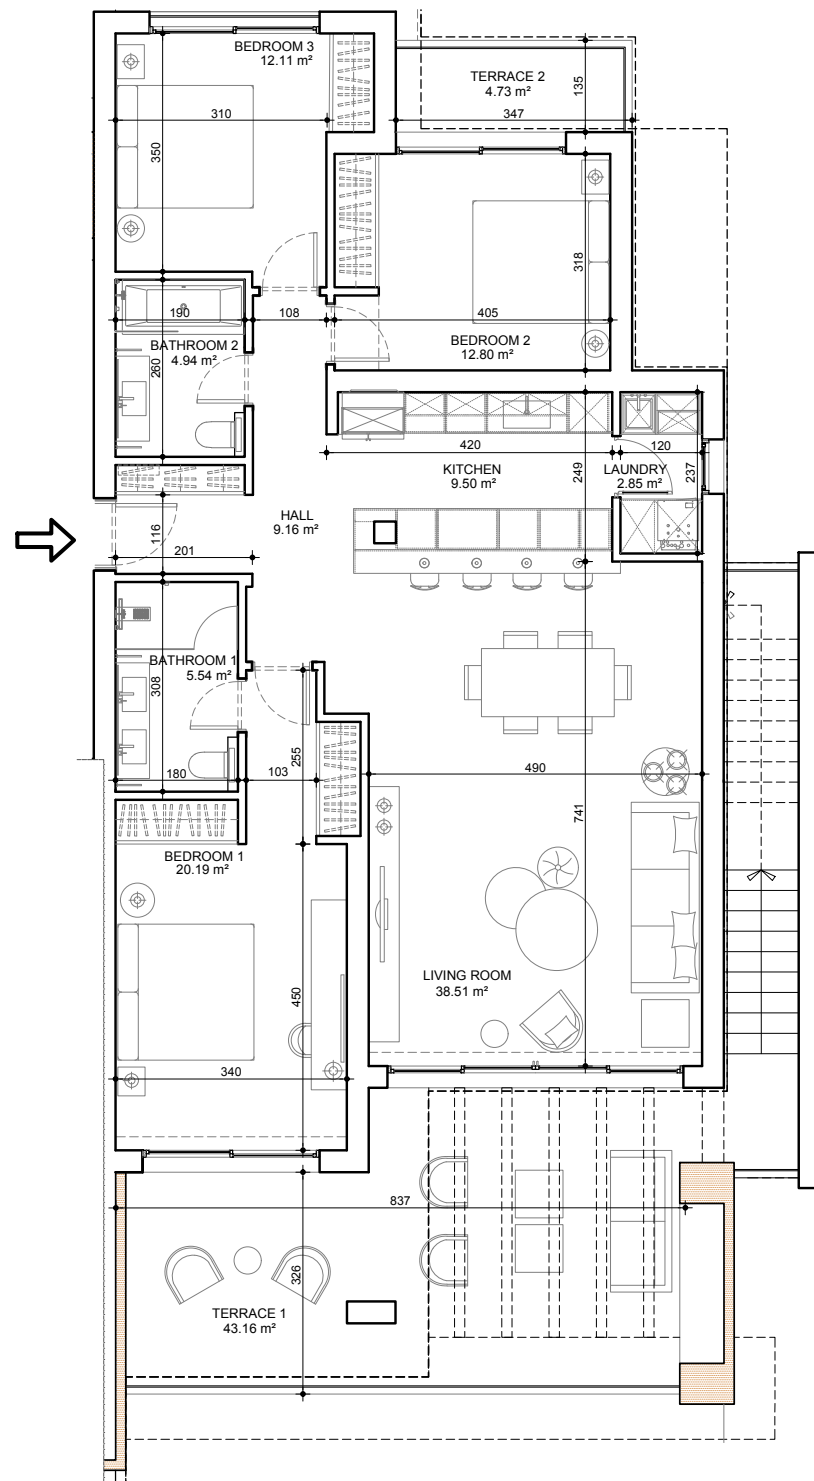 BEDROOM 3
12.11 m²
310
350
TERRACE 2
4.73 m²
135
347
318
405
BEDROOM 2
12.80 m²
190
108
BATHROOM 2
4.94 m²
260
420
KITCHEN
9.50 m²
249
120
LAUNDRY
2.85 m²
237
HALL
9.16 m²
116
201
BATHROOM 1
5.54 m²
308
180
103
255
490
741
BEDROOM 1
20.19 m²
LIVING ROOM
38.51 m²
450
340
837
326
TERRACE 1
43.16 m²